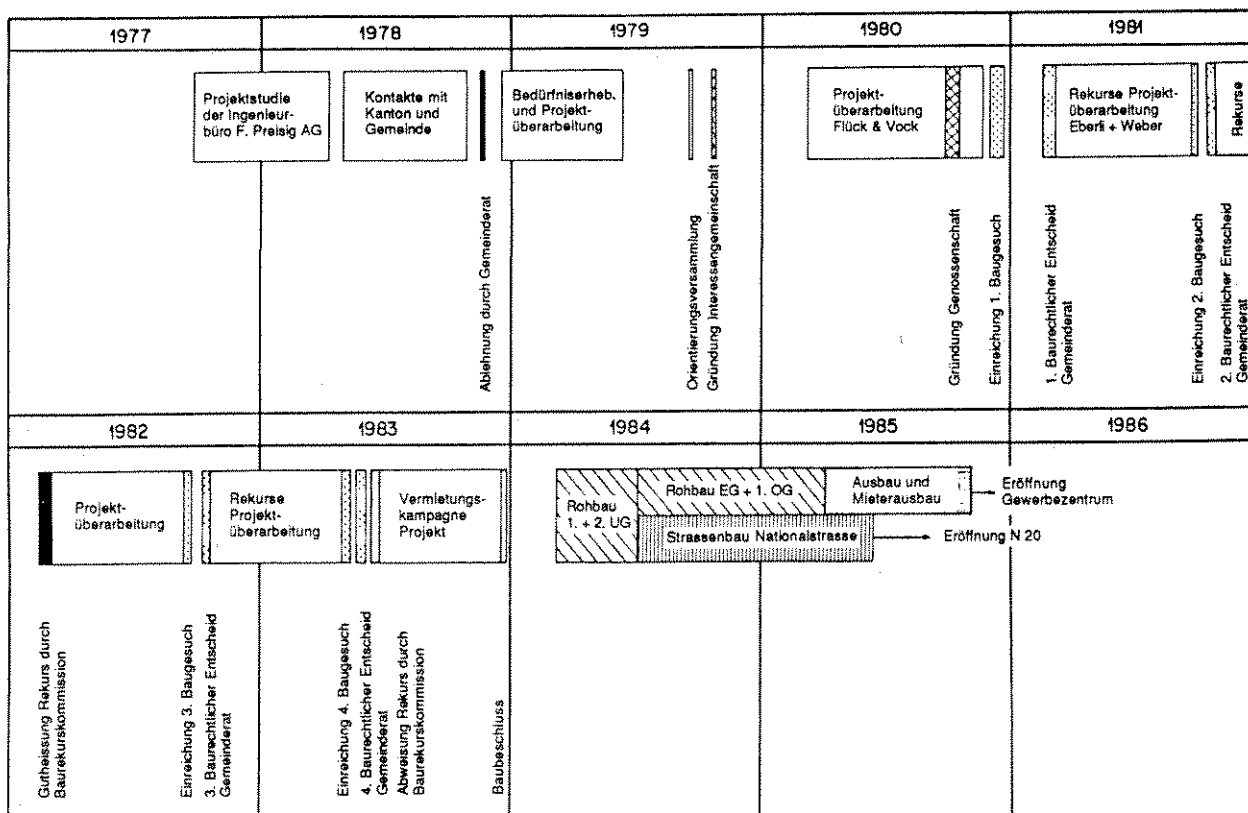 1977
1978
1979
1980
1981
Projektstudie
der Ingenieur-
büro F. Preisig AG
Kontakte mit
Kanton und
Gemeinde
Bedürfniserheb.
und Projekt-
überarbeitung
Projekt-
überarbeitung
Flück & Vock
Rekurse Projekt-
überarbeitung
Eberli + Weber
Rekurse
Ablehnung durch Gemeinderat
Orientierungsversammlung
Gründung Interessengemeinschaft
Gründung Genossenschaft
Einreichung 1. Baugesuch
1. Baurechtlicher Entscheid
Gemeinderat
Einreichung 2. Baugesuch
2. Baurechtlicher Entscheid
Gemeinderat
1982
1983
1984
1985
1986
Projekt-
überarbeitung
Rekurse
Projekt-
überarbeitung
Vermietungs-
kampagne
Projekt
Rohbau
1. + 2. UG
Rohbau EG + 1. OG
Ausbau und
Mieterausbau
Eröffnung
Gewerbezentrum
Strassenbau Nationalstrasse
Eröffnung N 20
Gutheissung Rekurs durch
Baurekurskommission
Einreichung 3. Baugesuch
3. Baurechtlicher Entscheid
Gemeinderat
Einreichung 4. Baugesuch
4. Baurechtlicher Entscheid
Gemeinderat
Abweisung Rekurs durch
Baurekurskommission
Baubeschluss